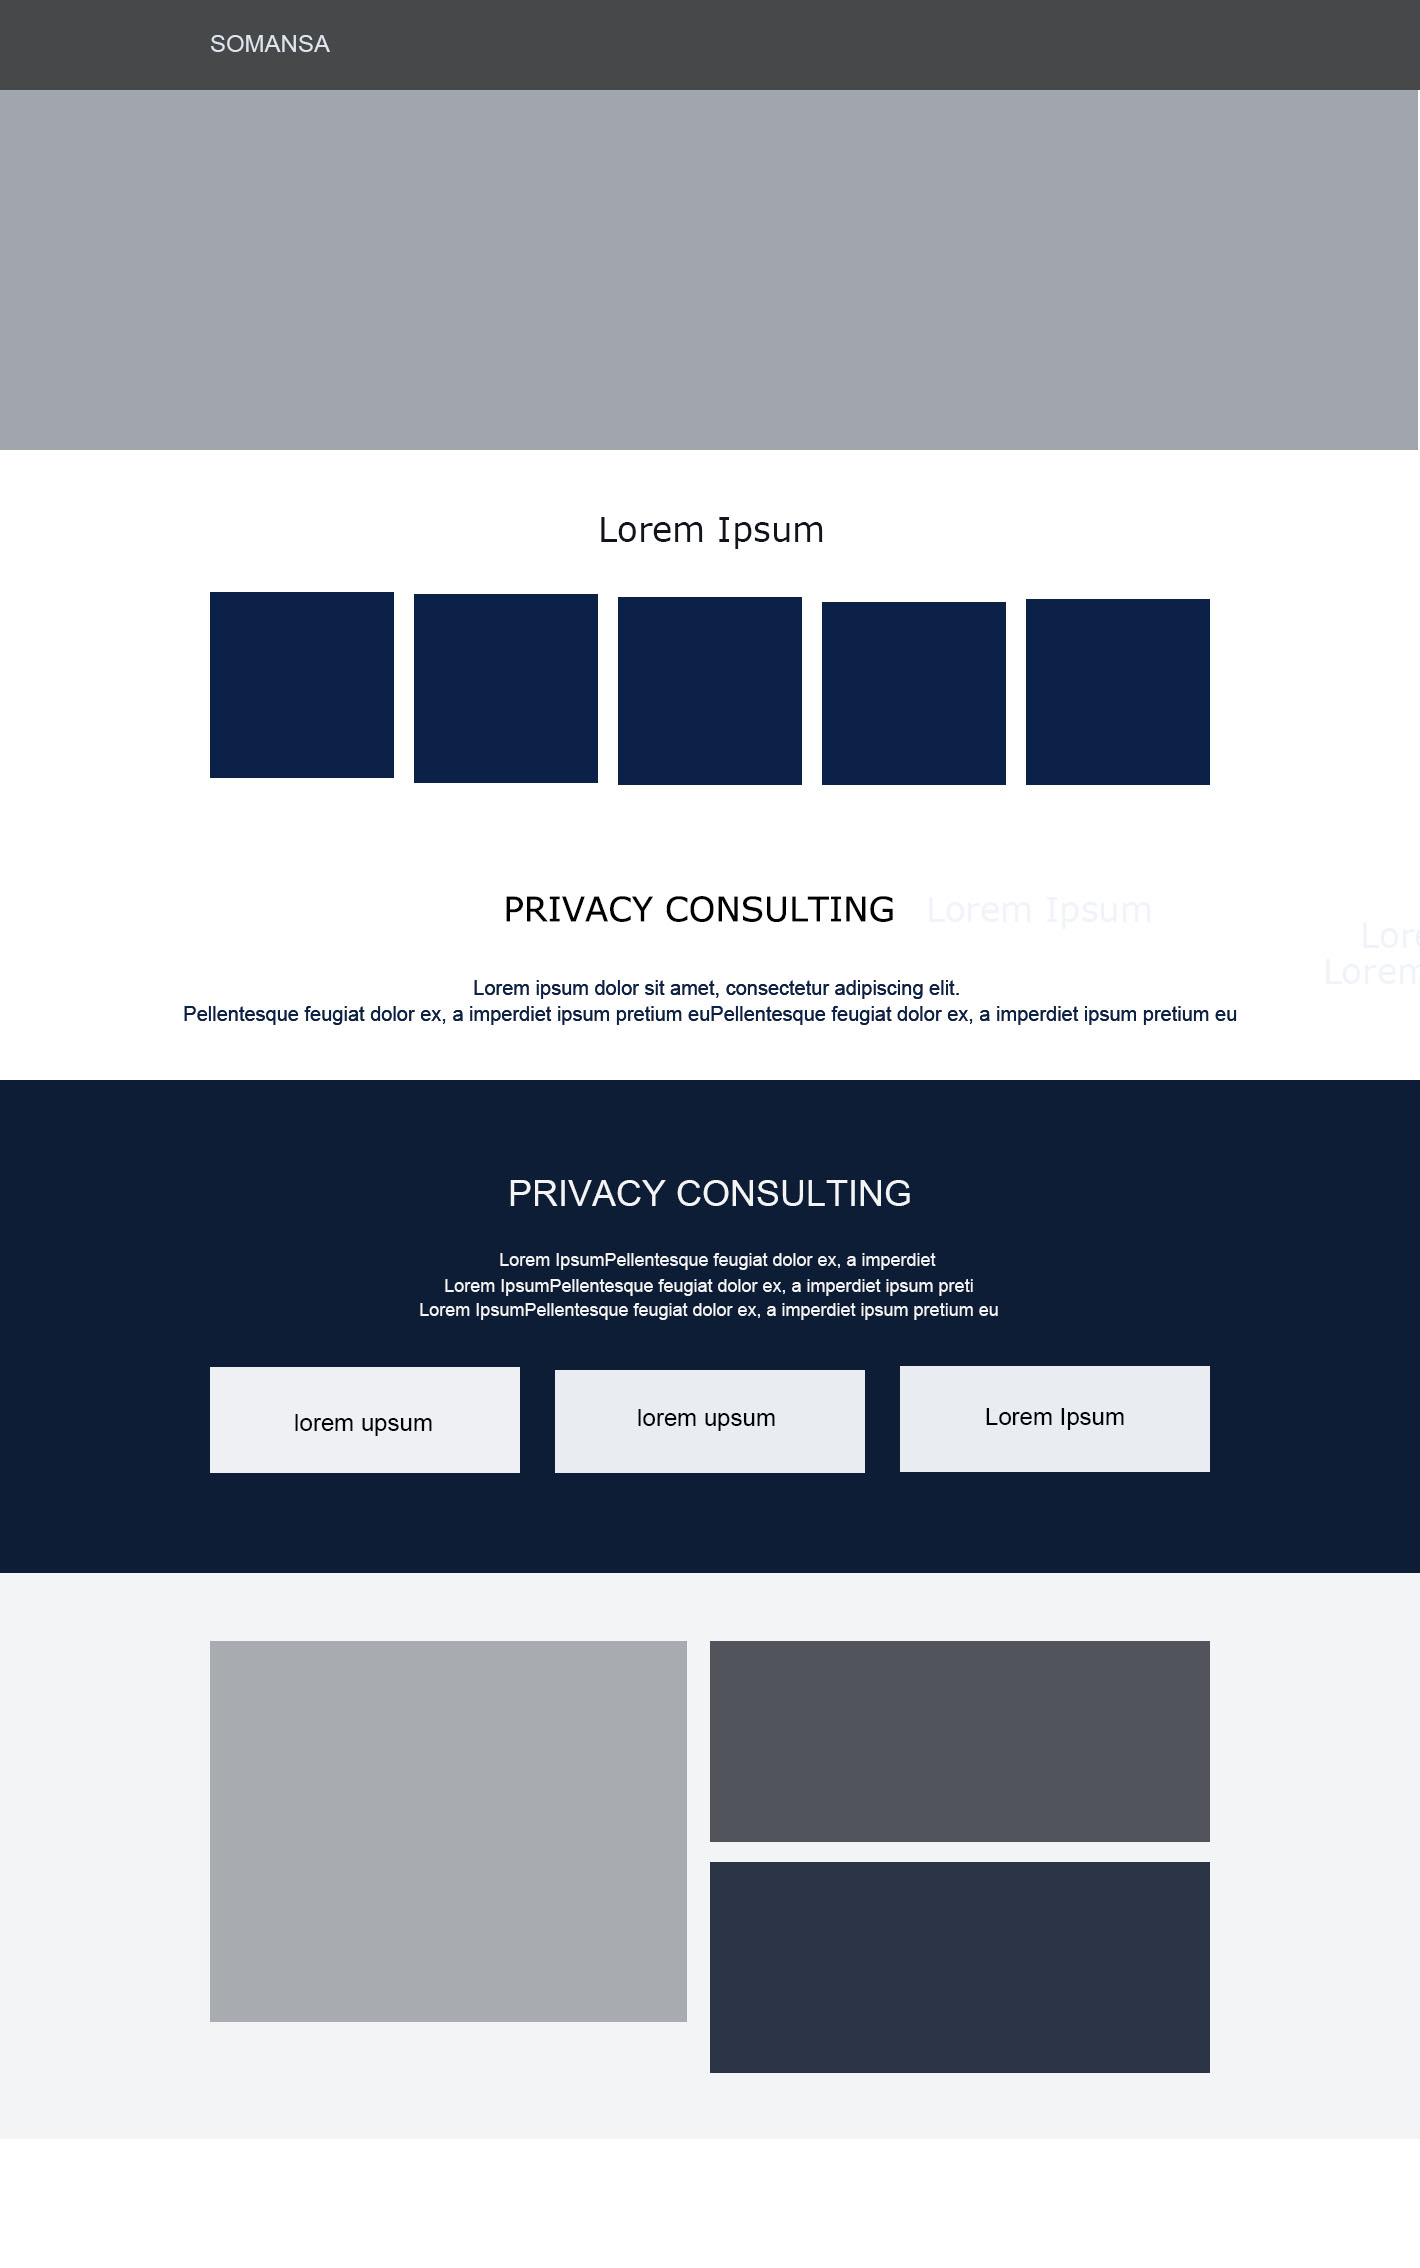 SOMANSA
Lorem Ipsum
PRIVACY CONSULTING
Lorem Ipsum
Lorem
Lorem ipsum dolor sit amet, consectetur adipiscing elit.
Pellentesque feugiat dolor ex, a imperdiet ipsum pretium euPellentesque feugiat dolor ex, a imperdiet ipsum pretium eu
PRIVACY CONSULTING
Lorem IpsumPellentesque feugiat dolor ex, a imperdiet
Lorem IpsumPellentesque feugiat dolor ex, a imperdiet ipsum preti
Lorem IpsumPellentesque feugiat dolor ex, a imperdiet ipsum pretium eu
lorem upsum
lorem upsum
Lorem Ipsum